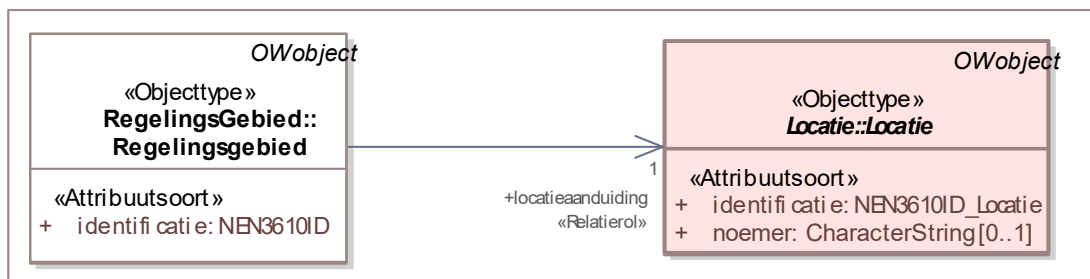 OWobject
«Objecttype»
RegelingsGebied::
Regelingsgebied
«Attribuutsoort»
+ identificatie: NEN3610ID
1
+locatieaanduiding
«Relatierol»
OWobject
«Objecttype»
Locatie::Locatie
«Attribuutsoort»
+ identificatie: NEN3610ID_Locatie
+ noemer: CharacterString [0..1]